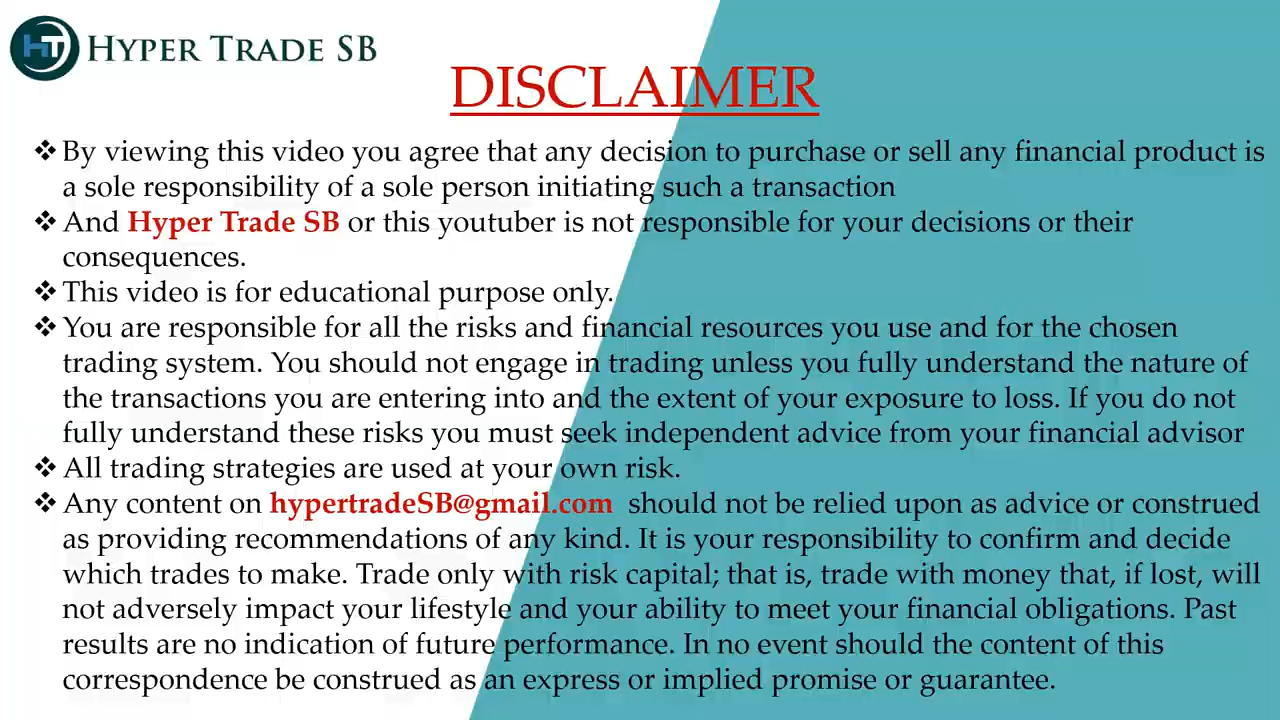 HT HYPER TRADE SB
DISCLAIMER
❖ By viewing this video you agree that any decision to purchase or sell any financial product is
a sole responsibility of a sole person initiating such a transaction
❖ And Hyper Trade SB or this youtuber is not responsible for your decisions or their
consequences.
❖ This video is for educational purpose only.
❖ You are responsible for all the risks and financial resources you use and for the chosen
trading system. You should not engage in trading unless you fully understand the nature of
the transactions you are entering into and the extent of your exposure to loss. If you do not
fully understand these risks you must seek independent advice from your financial advisor
❖ All trading strategies are used at your own risk.
❖ Any content on hypertradeSB@gmail.com should not be relied upon as advice or construed
as providing recommendations of any kind. It is your responsibility to confirm and decide
which trades to make. Trade only with risk capital; that is, trade with money that, if lost, will
not adversely impact your lifestyle and your ability to meet your financial obligations. Past
results are no indication of future performance. In no event should the content of this
correspondence be construed as an express or implied promise or guarantee.